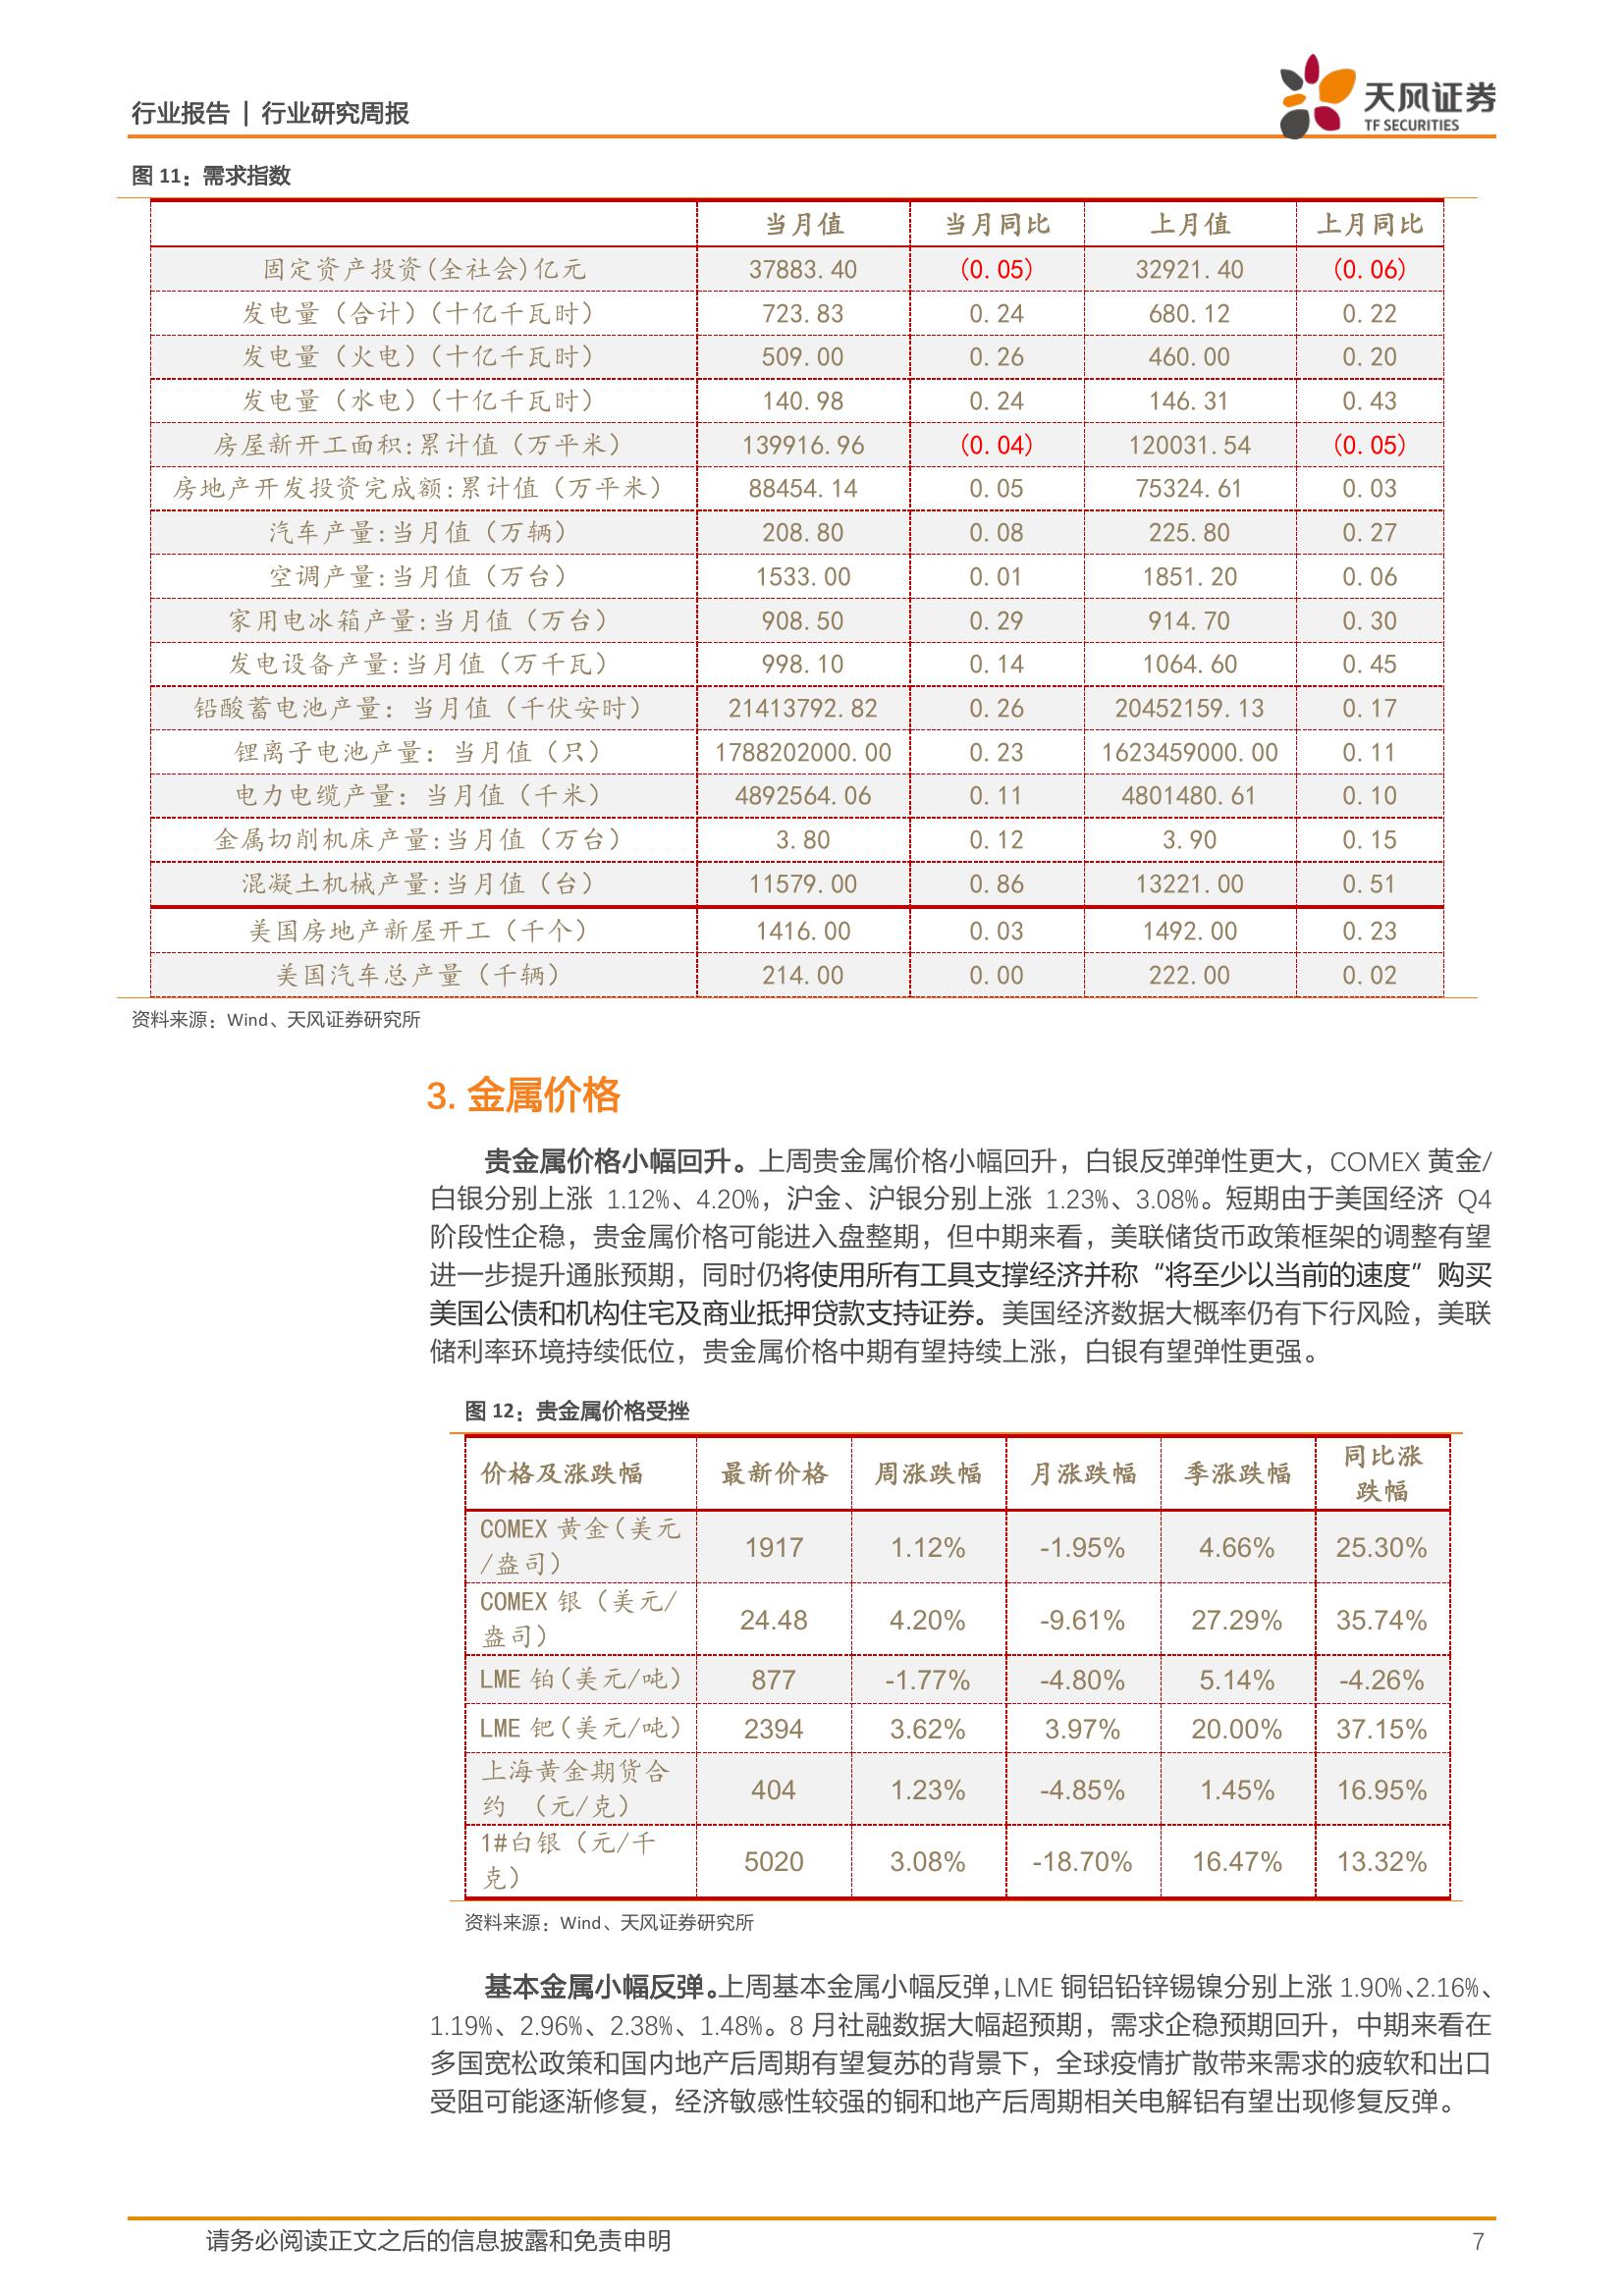 行业报告 | 行业研究周报
天风证券
TF SECURITIES
图 11：需求指数
当月值 当月同比 上月值 上月同比
固定资产投资(全社会)亿元 37883.40 (0.05) 32921.40 (0.06)
发电量（合计）(十亿千瓦时） 723.83 0.24 680.12 0.22
发电量（火电）(十亿千瓦时） 509.00 0.26 460.00 0.20
发电量（水电）(十亿千瓦时） 140.98 0.24 146.31 0.43
房屋新开工面积:累计值（万平米） 139916.96 (0.04) 120031.54 (0.05)
房地产开发投资完成额:累计值（万平米） 88454.14 0.05 75324.61 0.03
汽车产量:当月值（万辆） 208.80 0.08 225.80 0.27
空调产量:当月值（万台） 1533.00 0.01 1851.20 0.06
家用电冰箱产量:当月值（万台） 908.50 0.29 914.70 0.30
发电设备产量:当月值（万千瓦） 998.10 0.14 1064.60 0.45
铅酸蓄电池产量: 当月值（千伏安时） 21413792.82 0.26 20452159.13 0.17
锂离子电池产量: 当月值（只） 1788202000.00 0.23 1623459000.00 0.11
电力电缆产量: 当月值（千米） 4892564.06 0.11 4801480.61 0.10
金属切削机床产量:当月值（万台） 3.80 0.12 3.90 0.15
混凝土机械产量:当月值（台） 11579.00 0.86 13221.00 0.51
美国房地产新屋开工（千个） 1416.00 0.03 1492.00 0.23
美国汽车总产量（千辆） 214.00 0.00 222.00 0.02
资料来源：Wind、天风证券研究所
3. 金属价格
贵金属价格小幅回升。上周贵金属价格小幅回升，白银反弹弹性更大，COMEX 黄金/
白银分别上涨 1.12%、4.20%，沪金、沪银分别上涨 1.23%、3.08%。短期由于美国经济 Q4
阶段性企稳，贵金属价格可能进入盘整期，但中期来看，美联储货币政策框架的调整有望
进一步提升通胀预期，同时仍将使用所有工具支撑经济并称“将至少以当前的速度”购买
美国公债和机构住宅及商业抵押贷款支持证券。美国经济数据大概率仍有下行风险，美联
储利率环境持续低位，贵金属价格中期有望持续上涨，白银有望弹性更强。
图 12：贵金属价格受挫
价格及涨跌幅 最新价格 周涨跌幅 月涨跌幅 季涨跌幅 同比涨
跌幅
COMEX 黄金(美元
/盎司） 1917 1.12% -1.95% 4.66% 25.30%
COMEX 银（美元/
盎司） 24.48 4.20% -9.61% 27.29% 35.74%
LME 铂(美元/吨） 877 -1.77% -4.80% 5.14% -4.26%
LME 钯(美元/吨） 2394 3.62% 3.97% 20.00% 37.15%
上海黄金期货合
约 （元/克） 404 1.23% -4.85% 1.45% 16.95%
1#白银（元/千
克） 5020 3.08% -18.70% 16.47% 13.32%
资料来源：Wind、天风证券研究所
基本金属小幅反弹。上周基本金属小幅反弹，LME 铜铝铅锌锡镍分别上涨 1.90%、2.16%、
1.19%、2.96%、2.38%、1.48%。8 月社融数据大幅超预期，需求企稳预期回升，中期来看在
多国宽松政策和国内地产后周期有望复苏的背景下，全球疫情扩散带来需求的疲软和出口
受阻可能逐渐修复，经济敏感性较强的铜和地产后周期相关电解铝有望出现修复反弹。
请务必阅读正文之后的信息披露和免责申明 7